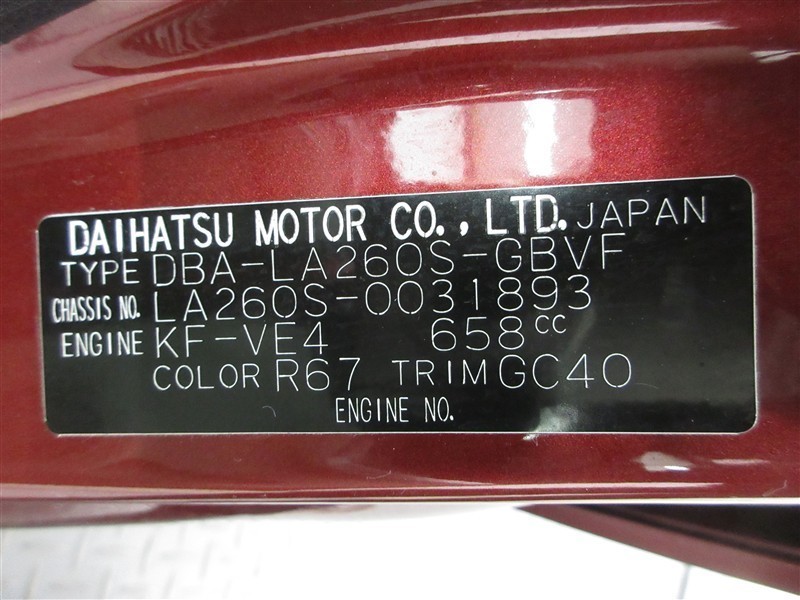 DAIHATSU MOTOR CO., LTD. JAPAN
TYPE DBA-LA260S-GBVF
CHASSIS NO. LA260S-0031893
ENGINE KF-VE4 658cc
COLOR R67 TRIM GC40
ENGINE NO.